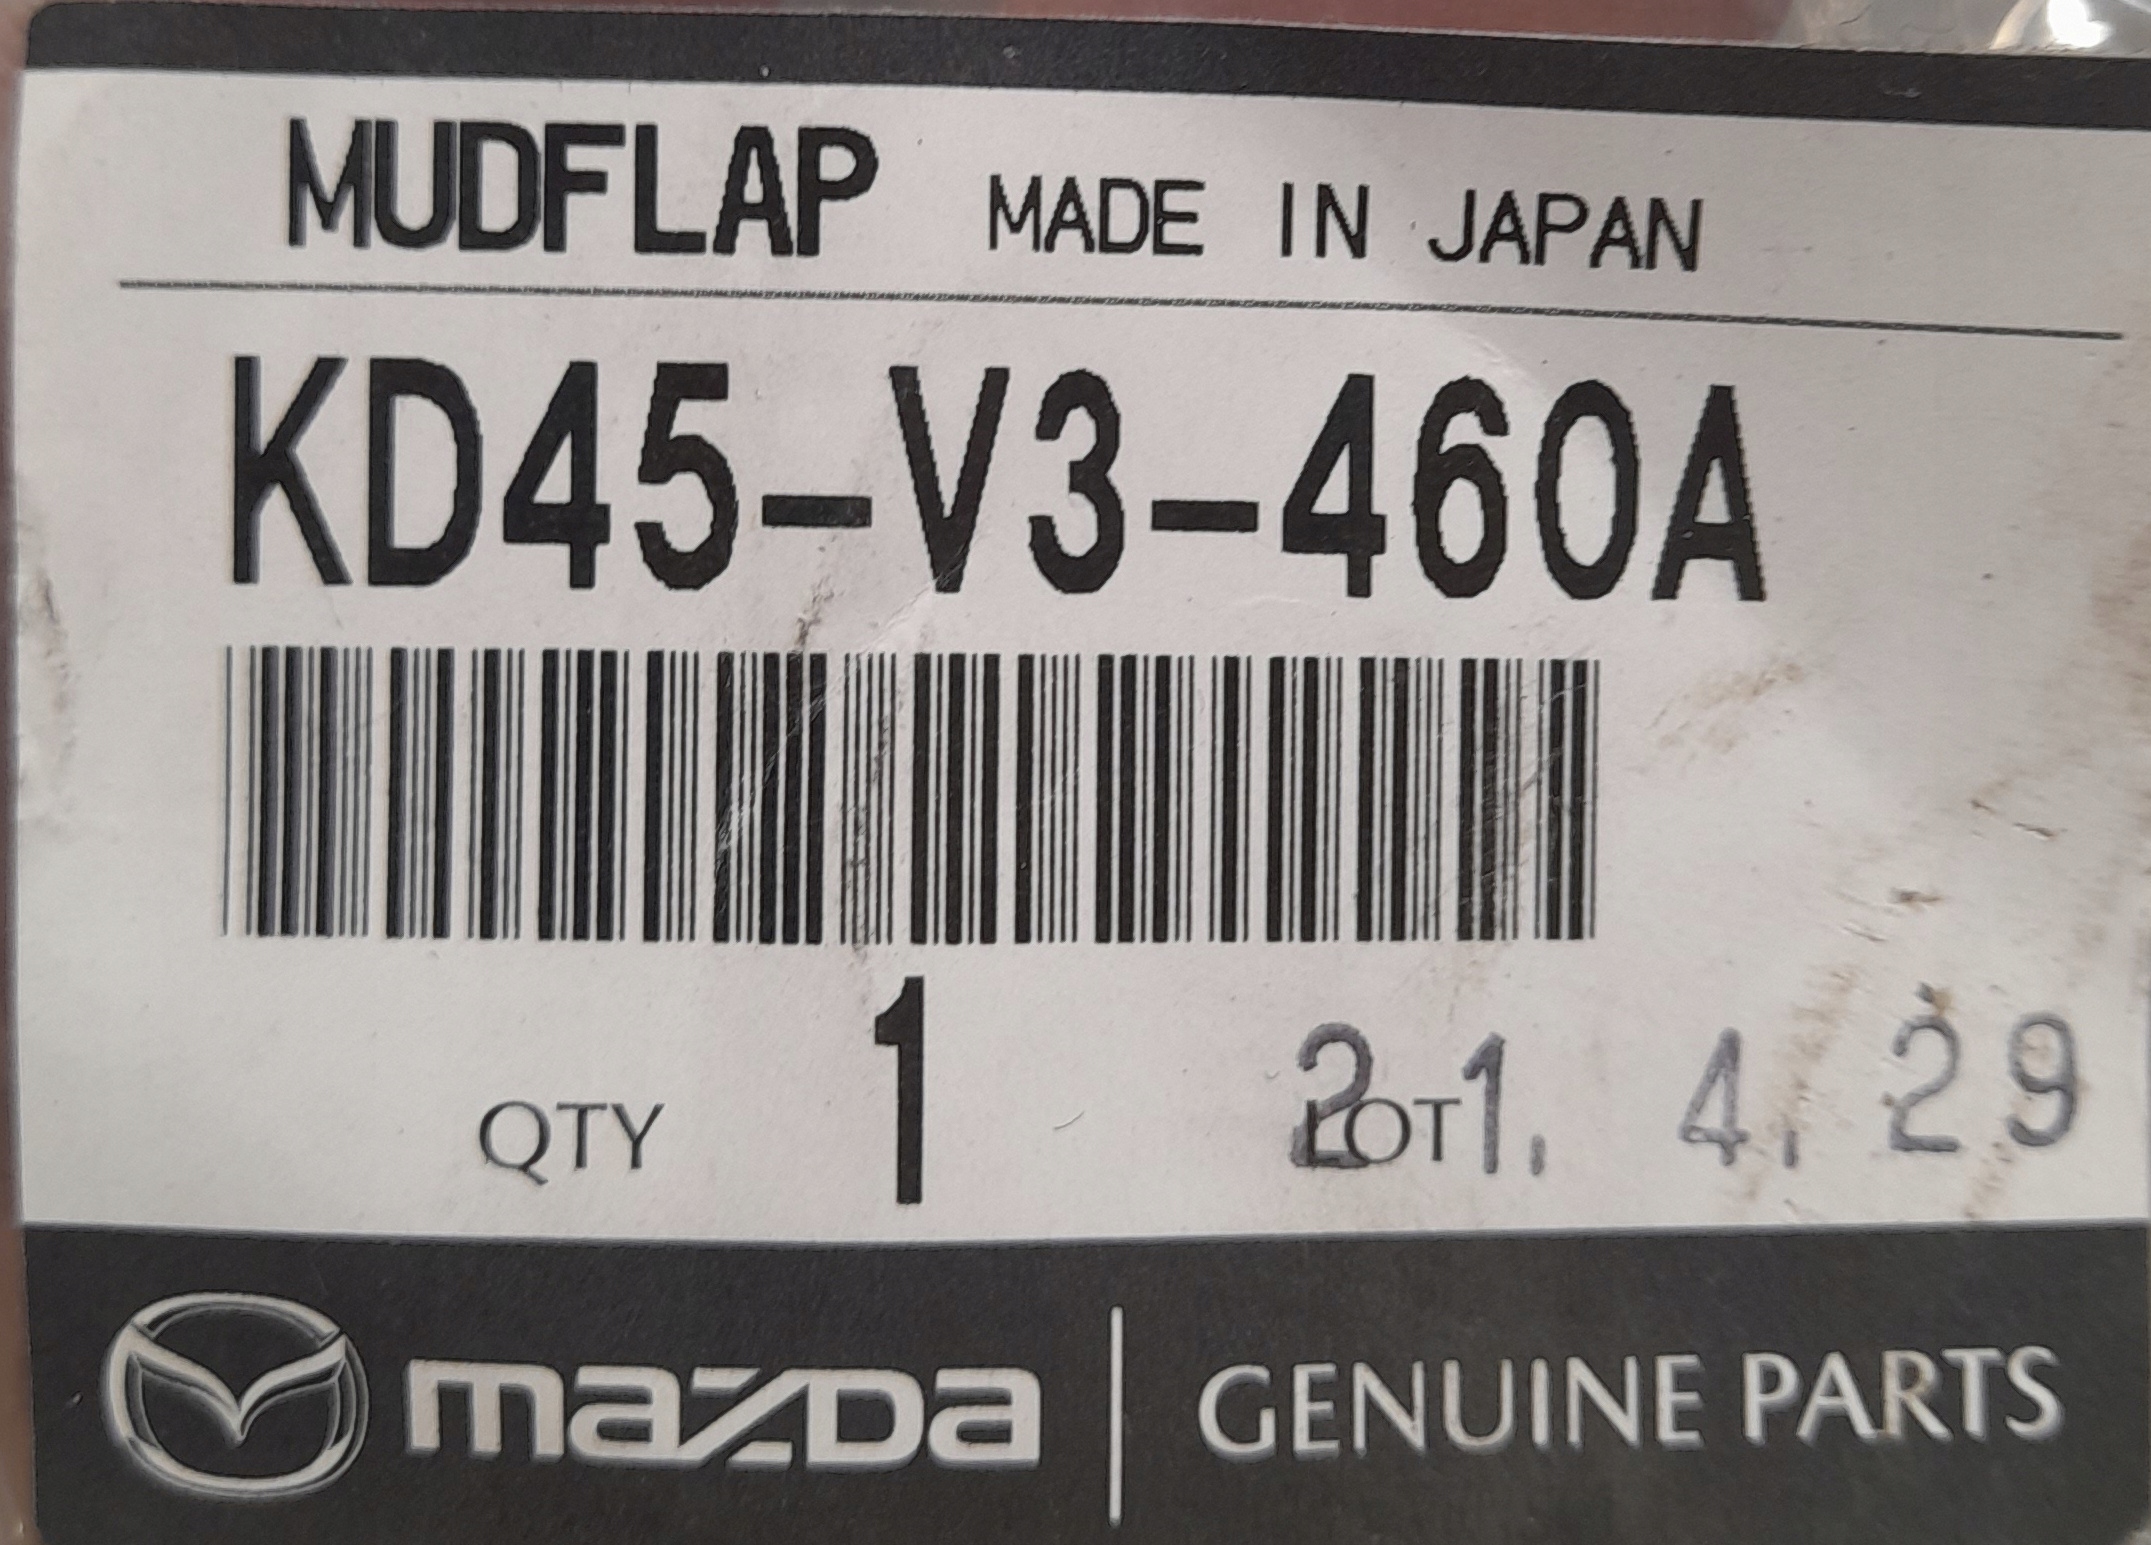 MUDFLAP MADE IN JAPAN
KD45-V3-460A
QTY 1 LOT 21. 4. 29
mazda GENUINE PARTS